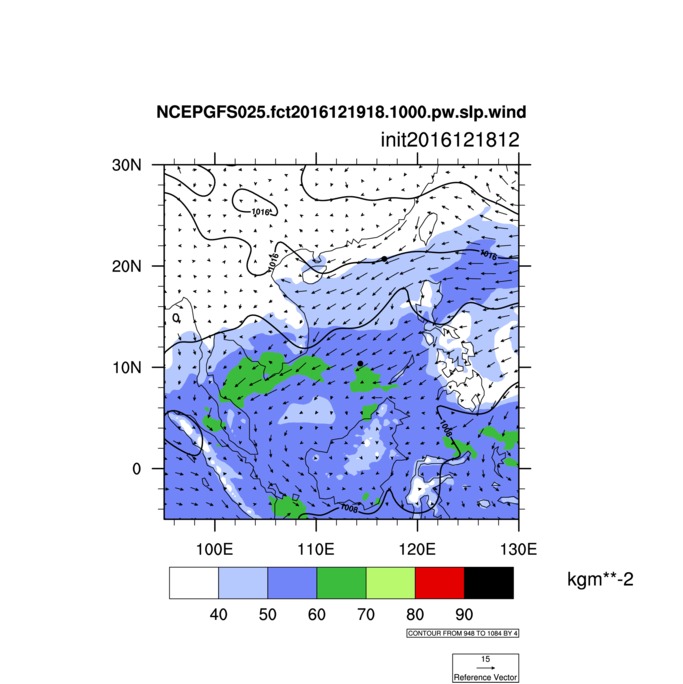 NCEPGFS025.fct2016121918.1000.pw.slp.wind
init2016121812
30N
1016
1016
1016
20N
10N
1008
0
1008
100E 110E 120E 130E
kgm**-2
40 50 60 70 80 90
CONTOUR FROM 948 TO 1084 BY 4
15
Reference Vector